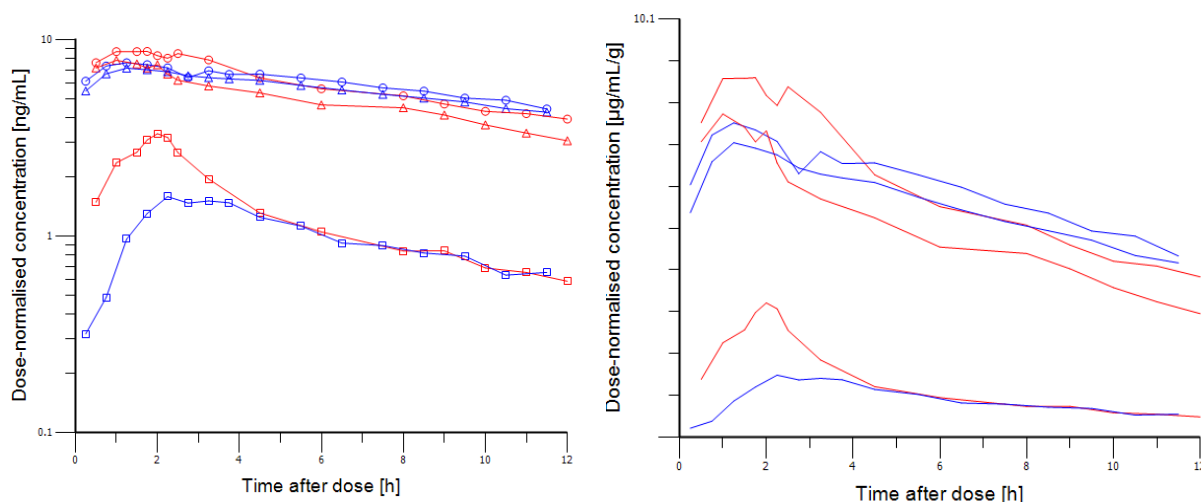 Dose-normalised concentration [ng/mL]
10
1
0.1
0 2 4 6 8 10 12
Time after dose [h]
Dose-normalised concentration [µg/mL/g]
10.1
0 2 4 6 8 10 12
Time after dose [h]